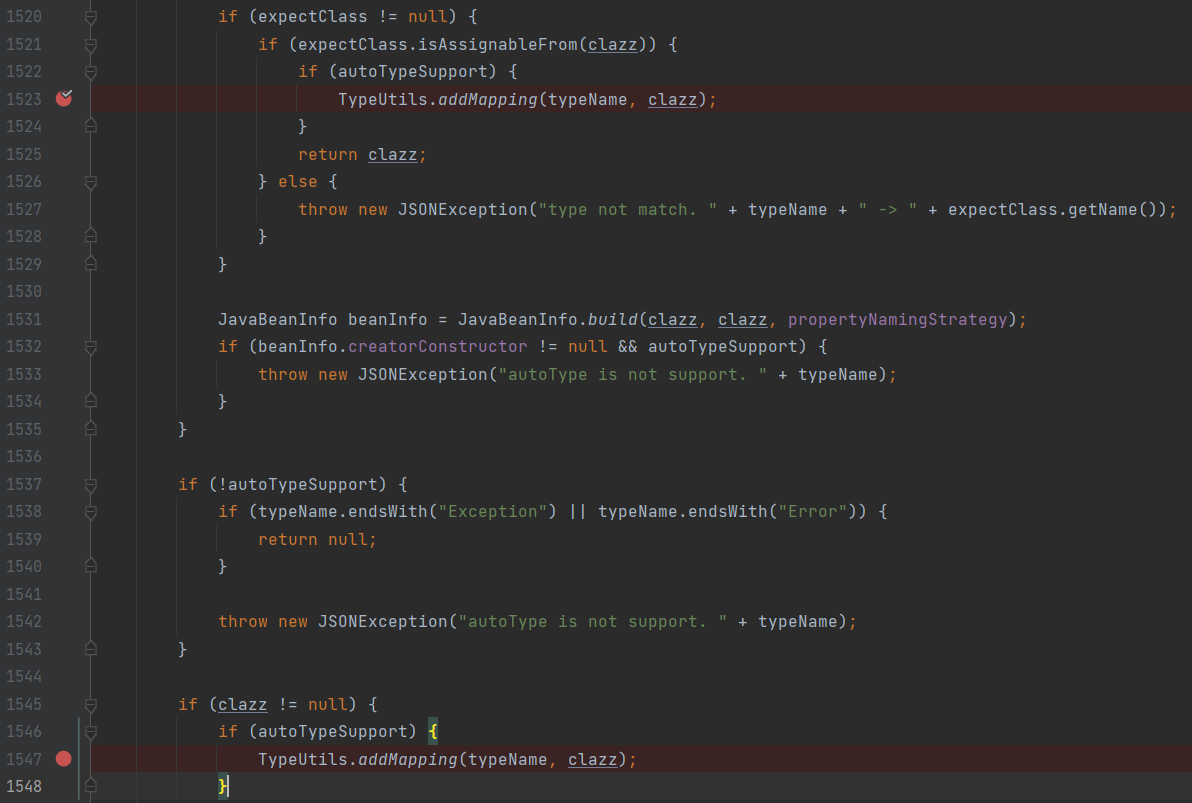 1520 if (expectClass != null) {
1521 if (expectClass.isAssignableFrom(clazz)) {
1522 if (autoTypeSupport) {
1523 TypeUtils.addMapping(typeName, clazz);
1524 }
1525 return clazz;
1526 } else {
1527 throw new JSONException("type not match. " + typeName + " -> " + expectClass.getName());
1528 }
1529 }
1530
1531 JavaBeanInfo beanInfo = JavaBeanInfo.build(clazz, clazz, propertyNamingStrategy);
1532 if (beanInfo.creatorConstructor != null && autoTypeSupport) {
1533 throw new JSONException("autoType is not support. " + typeName);
1534 }
1535 }
1536
1537 if (!autoTypeSupport) {
1538 if (typeName.endsWith("Exception") || typeName.endsWith("Error")) {
1539 return null;
1540 }
1541
1542 throw new JSONException("autoType is not support. " + typeName);
1543 }
1544
1545 if (clazz != null) {
1546 if (autoTypeSupport) {
1547 TypeUtils.addMapping(typeName, clazz);
1548 }